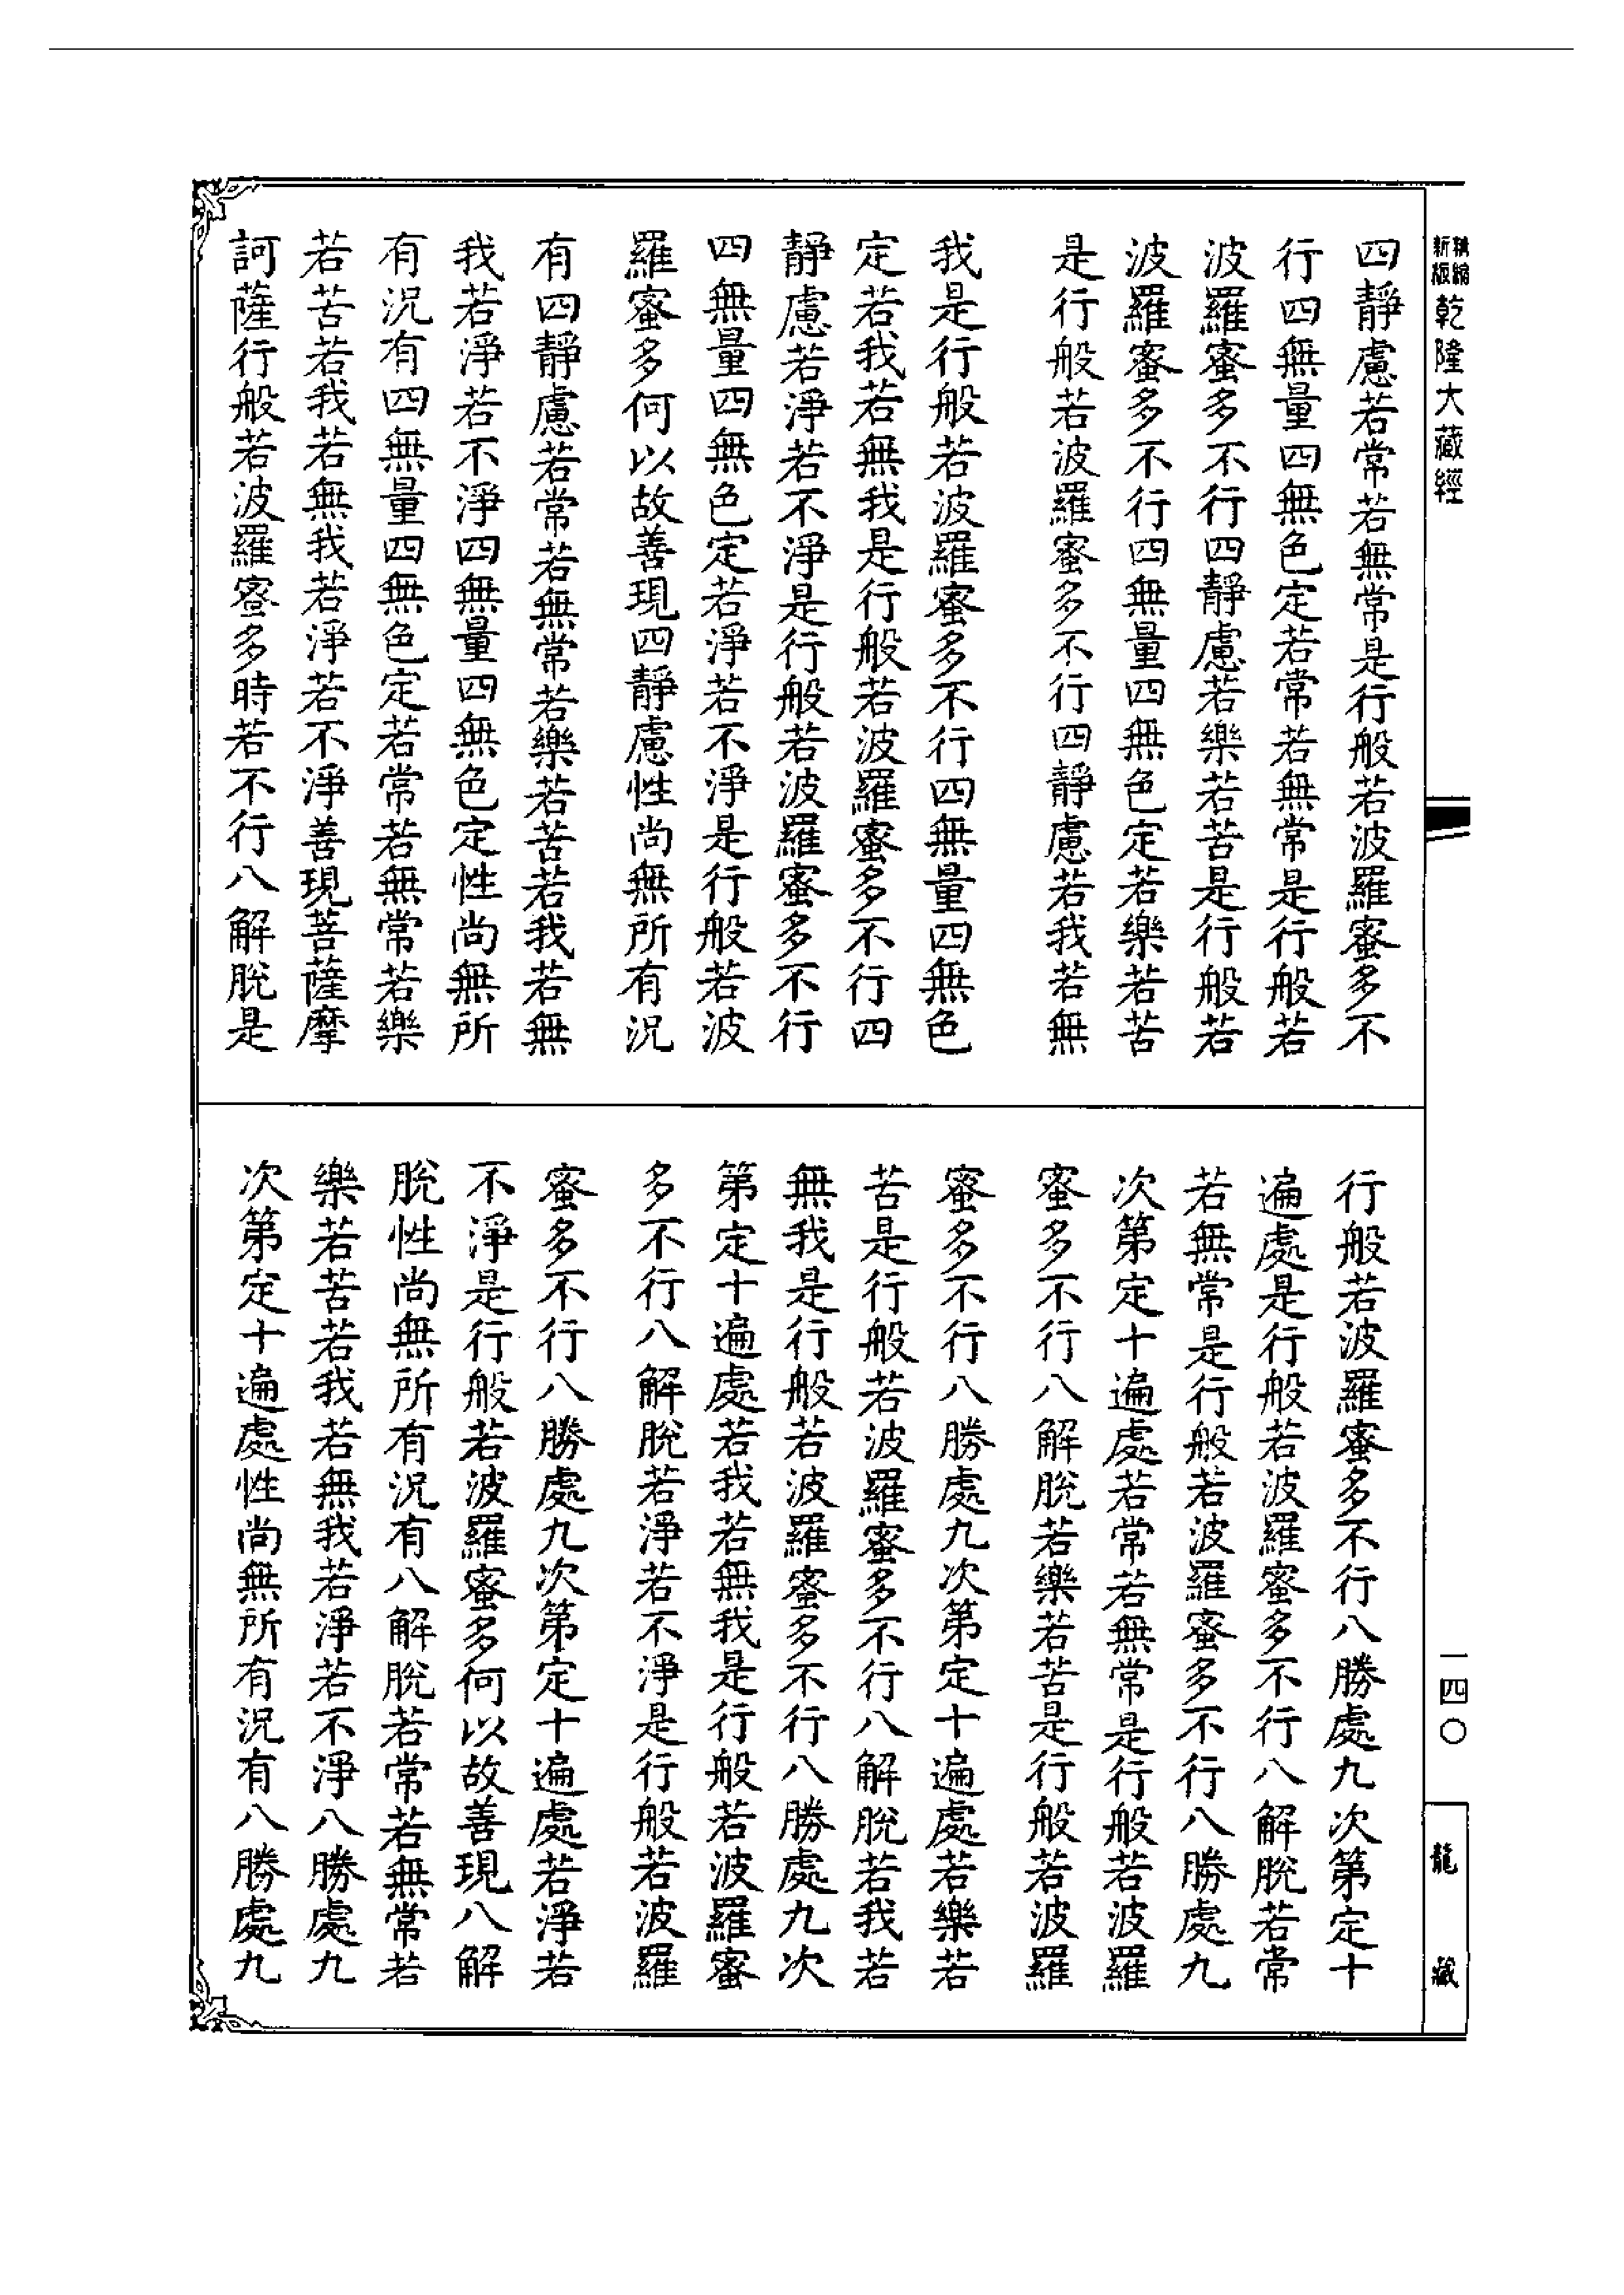 四靜慮若常若無常是行般若波羅蜜多不
行四無量四無色定若常若無常是行般若
波羅蜜多不行四靜慮若樂若苦是行般若
波羅蜜多不行四無量四無色定若樂若苦
是行般若波羅蜜多不行四靜慮若我若無
我是行般若波羅蜜多不行四無量四無色
定若我若無我是行般若波羅蜜多不行四
靜慮若淨若不淨是行般若波羅蜜多不行
四無量四無色定若淨若不淨是行般若波
羅蜜多何以故善現四靜慮性尚無所有況
有四靜慮若常若無常若樂若苦若我若無
我若淨若不淨四無量四無色定性尚無所
有況有四無量四無色定若常若無常若樂
若苦若我若無我若淨若不淨善現菩薩摩
訶薩行般若波羅蜜多時若不行八解脫是
行般若波羅蜜多不行八勝處九次第定十
遍處是行般若波羅蜜多不行八解脫若常
若無常是行般若波羅蜜多不行八勝處九
次第定十遍處若常若無常是行般若波羅
蜜多不行八解脫若樂若苦是行般若波羅
蜜多不行八勝處九次第定十遍處若樂若
苦是行般若波羅蜜多不行八解脫若我若
無我是行般若波羅蜜多不行八勝處九次
第定十遍處若我若無我是行般若波羅蜜
多不行八解脫若淨若不淨是行般若波羅
蜜多不行八勝處九次第定十遍處若淨若
不淨是行般若波羅蜜多何以故善現八解
脫性尚無所有況有八解脫若常若無常若
樂若苦若我若無我若淨若不淨八勝處九
次第定十遍處性尚無所有況有八勝處九
新版
乾隆大藏經
一四〇
龍藏